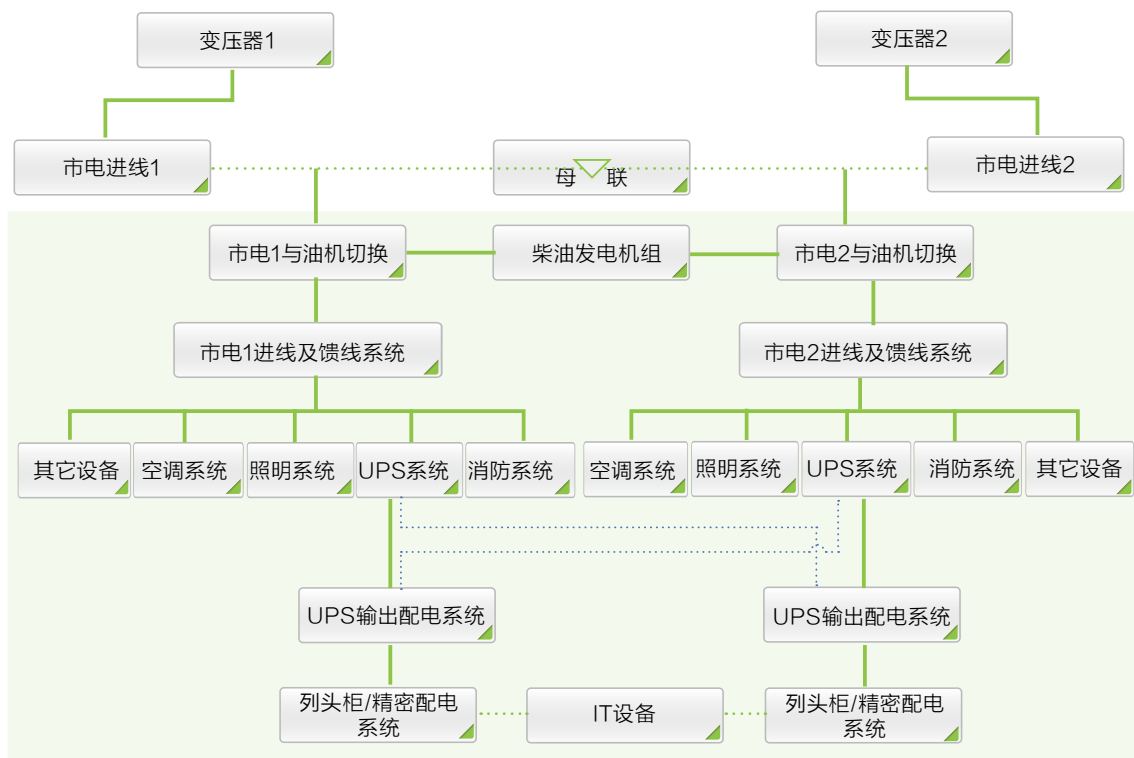 变压器1
变压器2
市电进线1
母 联
市电进线2
市电1与油机切换
柴油发电机组
市电2与油机切换
市电1进线及馈线系统
市电2进线及馈线系统
其它设备
空调系统
照明系统
UPS系统
消防系统
空调系统
照明系统
UPS系统
消防系统
其它设备
UPS输出配电系统
UPS输出配电系统
列头柜/精密配电
系统
IT设备
列头柜/精密配电
系统